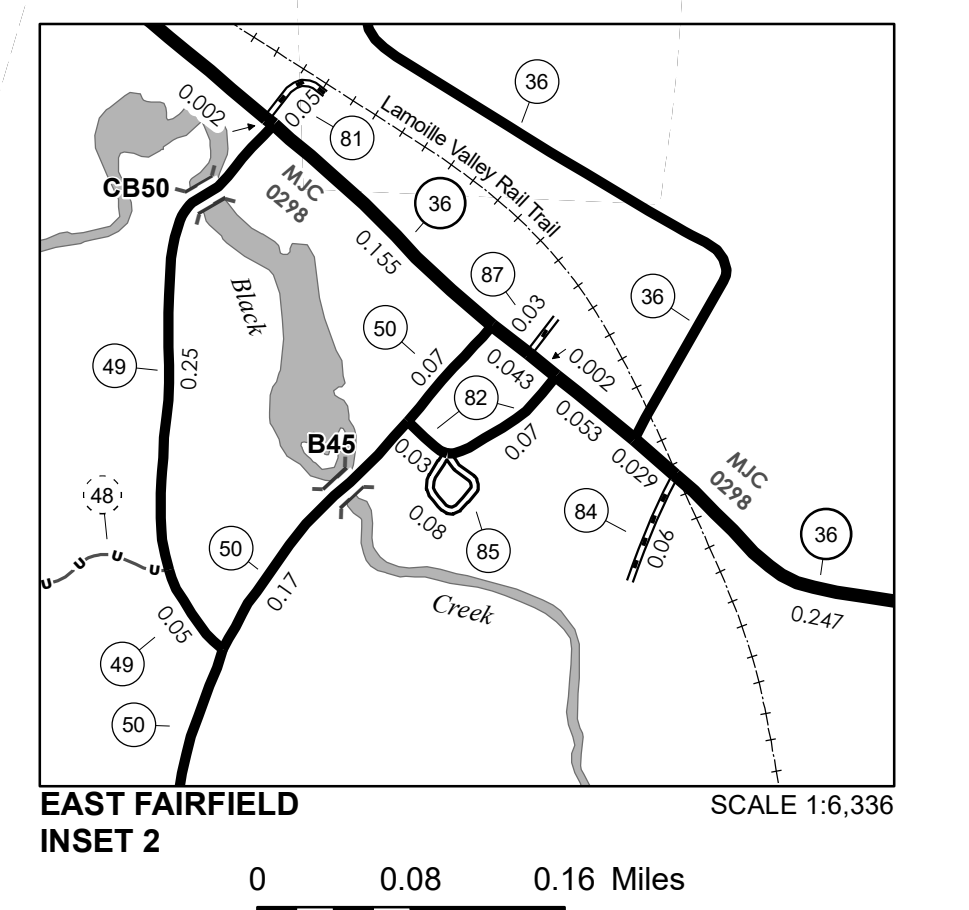 36
0.002
0.05
81
Lamoille Valley Rail Trail
CB50
MJC
0298
36
0.155
87
36
Black
0.03
50
0.07
0.043
0.002
49
0.25
82
0.053
0.07
B45
0.03
0.029
MJC
0298
48
0.08
84
36
U
U
U
U
50
85
0.06
0.17
Creek
0.247
0.05
49
50
EAST FAIRFIELD
INSET 2
SCALE 1:6,336
0 0.08 0.16 Miles